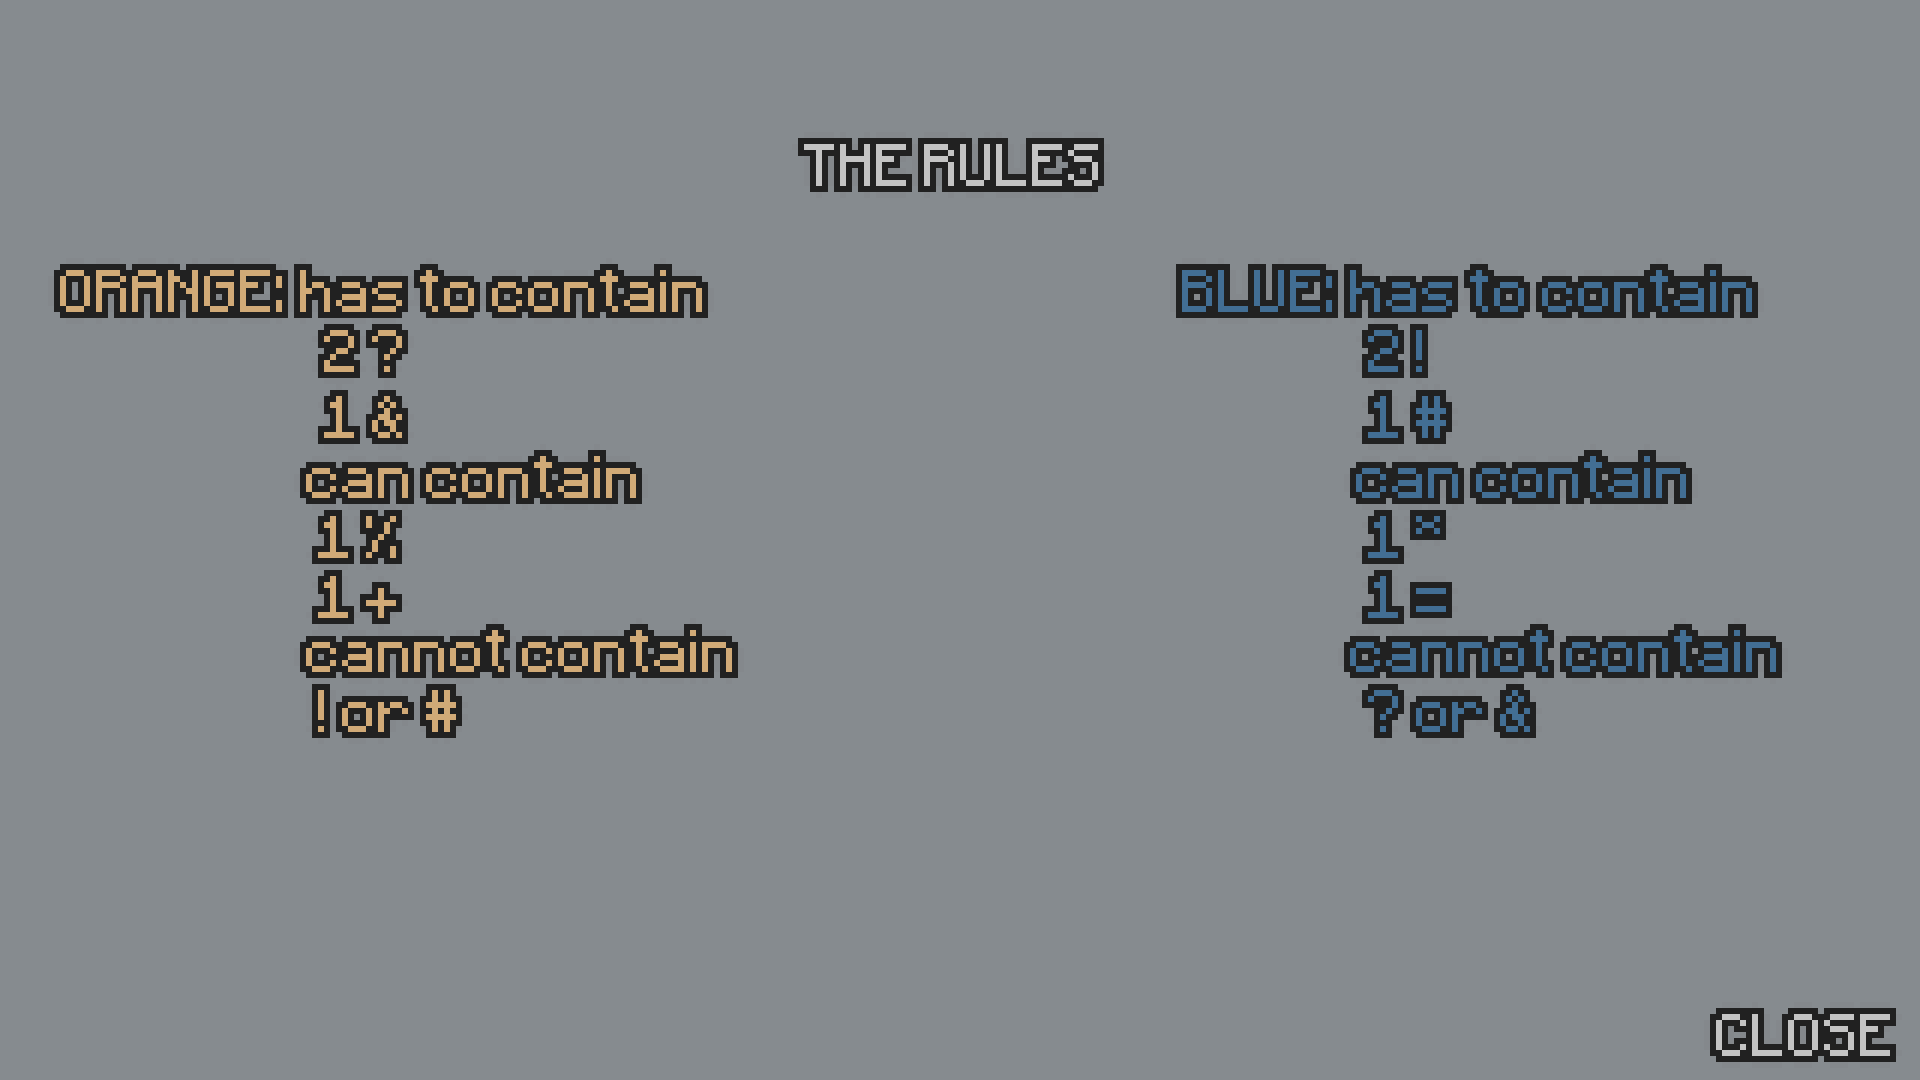 THE RULES
ORANGE: has to contain
2 ?
1 &
can contain
1 %
1 +
cannot contain
! or #
BLUE: has to contain
2 !
1 #
can contain
1 *
1 =
cannot contain
? or &
CLOSE